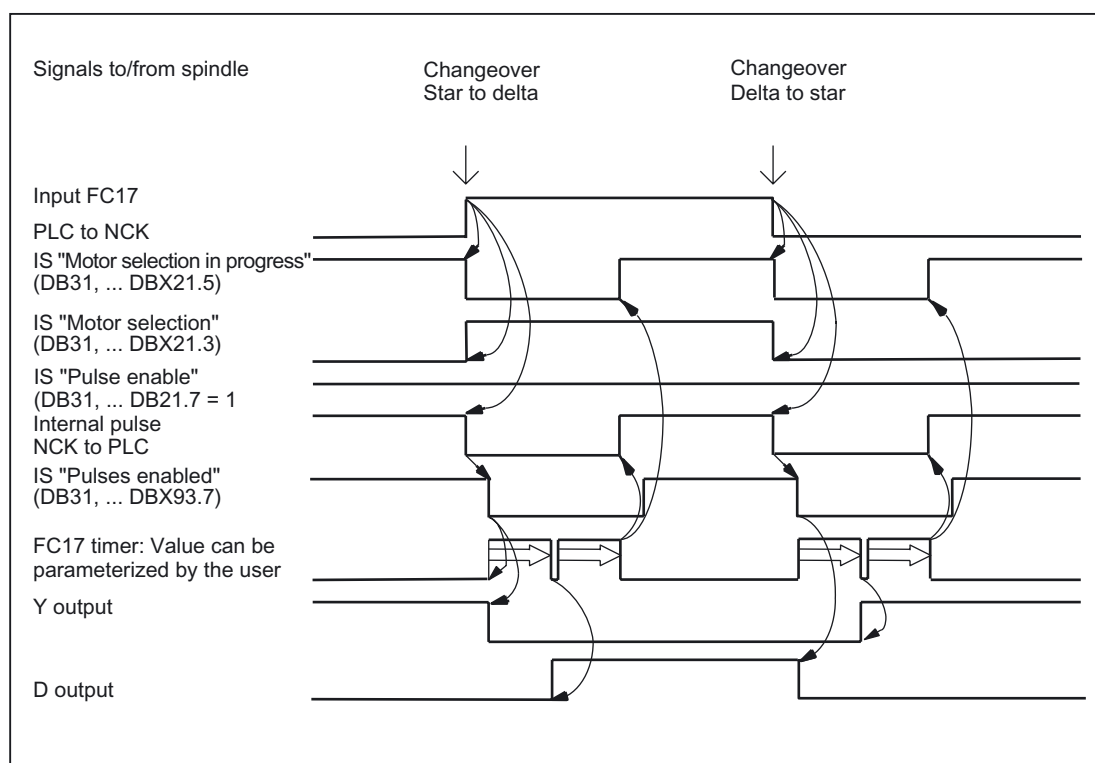 Signals to/from spindle
Changeover
Star to delta
Changeover
Delta to star
Input FC17
PLC to NCK
IS "Motor selection in progress"
(DB31, ... DBX21.5)
IS "Motor selection"
(DB31, ... DBX21.3)
IS "Pulse enable"
(DB31, ... DB21.7 = 1
Internal pulse
NCK to PLC
IS "Pulses enabled"
(DB31, ... DBX93.7)
FC17 timer: Value can be
parameterized by the user
Y output
D output